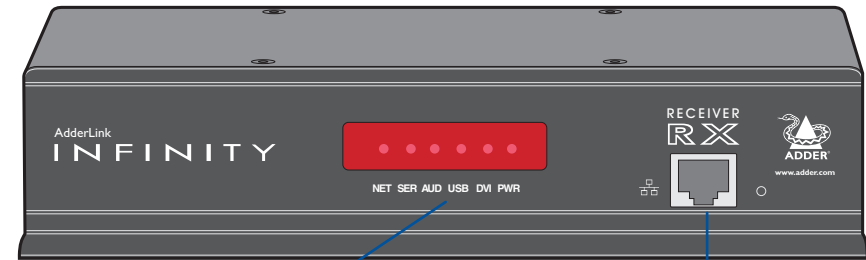 AdderLink
INFINITY
NET SER AUD USB DVI PWR
RECEIVER
RX
ADDER®
www.adder.com